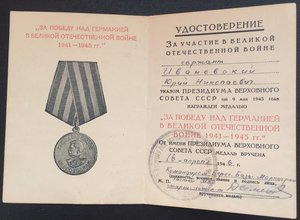 „ЗА ПОБЕДУ НАД ГЕРМАНИЕЙ
В ВЕЛИКОЙ ОТЕЧЕСТВЕННОЙ ВОЙНЕ
1941—1945 гг."
УДОСТОВЕРЕНИЕ
ЗА УЧАСТИЕ В ВЕЛИКОЙ
ОТЕЧЕСТВЕННОЙ ВОЙНЕ
сержант
Ивановский
Юрий Николаевич
УКАЗОМ ПРЕЗИДИУМА ВЕРХОВНОГО
СОВЕТА СССР от 9 мая 1945 года
НАГРАЖДЕН МЕДАЛЬЮ
„ЗА ПОБЕДУ НАД ГЕРМАНИЕЙ
В ВЕЛИКОЙ ОТЕЧЕСТВЕННОЙ
ВОЙНЕ 1941—1945 гг."
От имени ПРЕЗИДИУМА ВЕРХОВНОГО
СОВЕТА СССР МЕДАЛЬ ВРУЧЕНА
16 апреля 1946 г.
М. П.